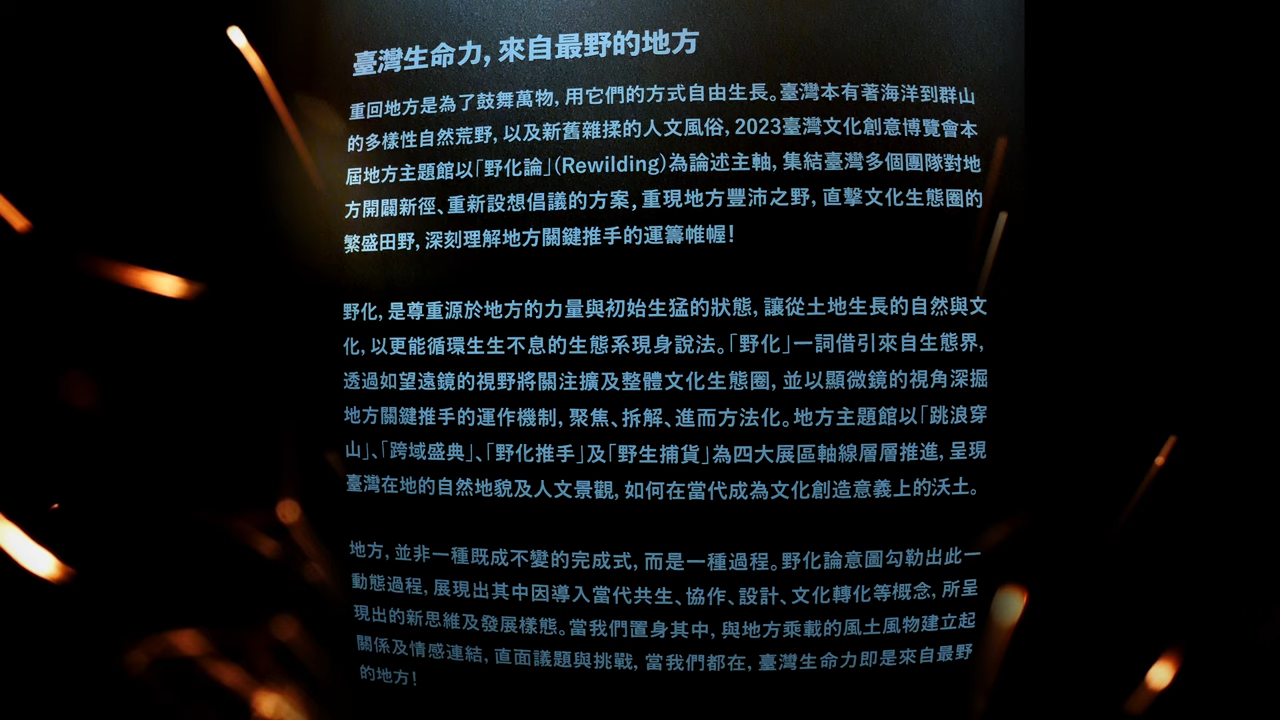 臺灣生命力,來自最野的地方
重回地方是為了鼓舞萬物,用它們的方式自由生長。臺灣本有著海洋到群山
的多樣性自然荒野,以及新舊雜揉的人文風俗,2023臺灣文化創意博覽會本
屆地方主題館以「野化論」(Rewilding)為論述主軸,集結臺灣多個團隊對地
方開闢新徑、重新設想倡議的方案,重現地方豐沛之野,直擊文化生態圈的
繁盛田野,深刻理解地方關鍵推手的運籌帷幄!
野化,是尊重源於地方的力量與初始生猛的狀態,讓從土地生長的自然與文
化,以更能循環生生不息的生態系現身說法。「野化」一詞借引來自生態界,
透過如望遠鏡的視野將關注擴及整體文化生態圈,並以顯微鏡的視角深掘
地方關鍵推手的運作機制,聚焦、拆解、進而方法化。地方主題館以「跳浪穿
山」、「跨域盛典」、「野化推手」及「野生捕貨」為四大展區軸線層層推進,呈現
臺灣在地的自然地貌及人文景觀,如何在當代成為文化創造意義上的沃土。
地方,並非一種既成不變的完成式,而是一種過程。野化論意圖勾勒出此一
動態過程,展現出其中因導入當代共生、協作、設計、文化轉化等概念,所呈
現出的新思維及發展樣態。當我們置身其中,與地方乘載的風土風物建立起
關係及情感連結,直面議題與挑戰,當我們都在,臺灣生命力即是來自最野
的地方!